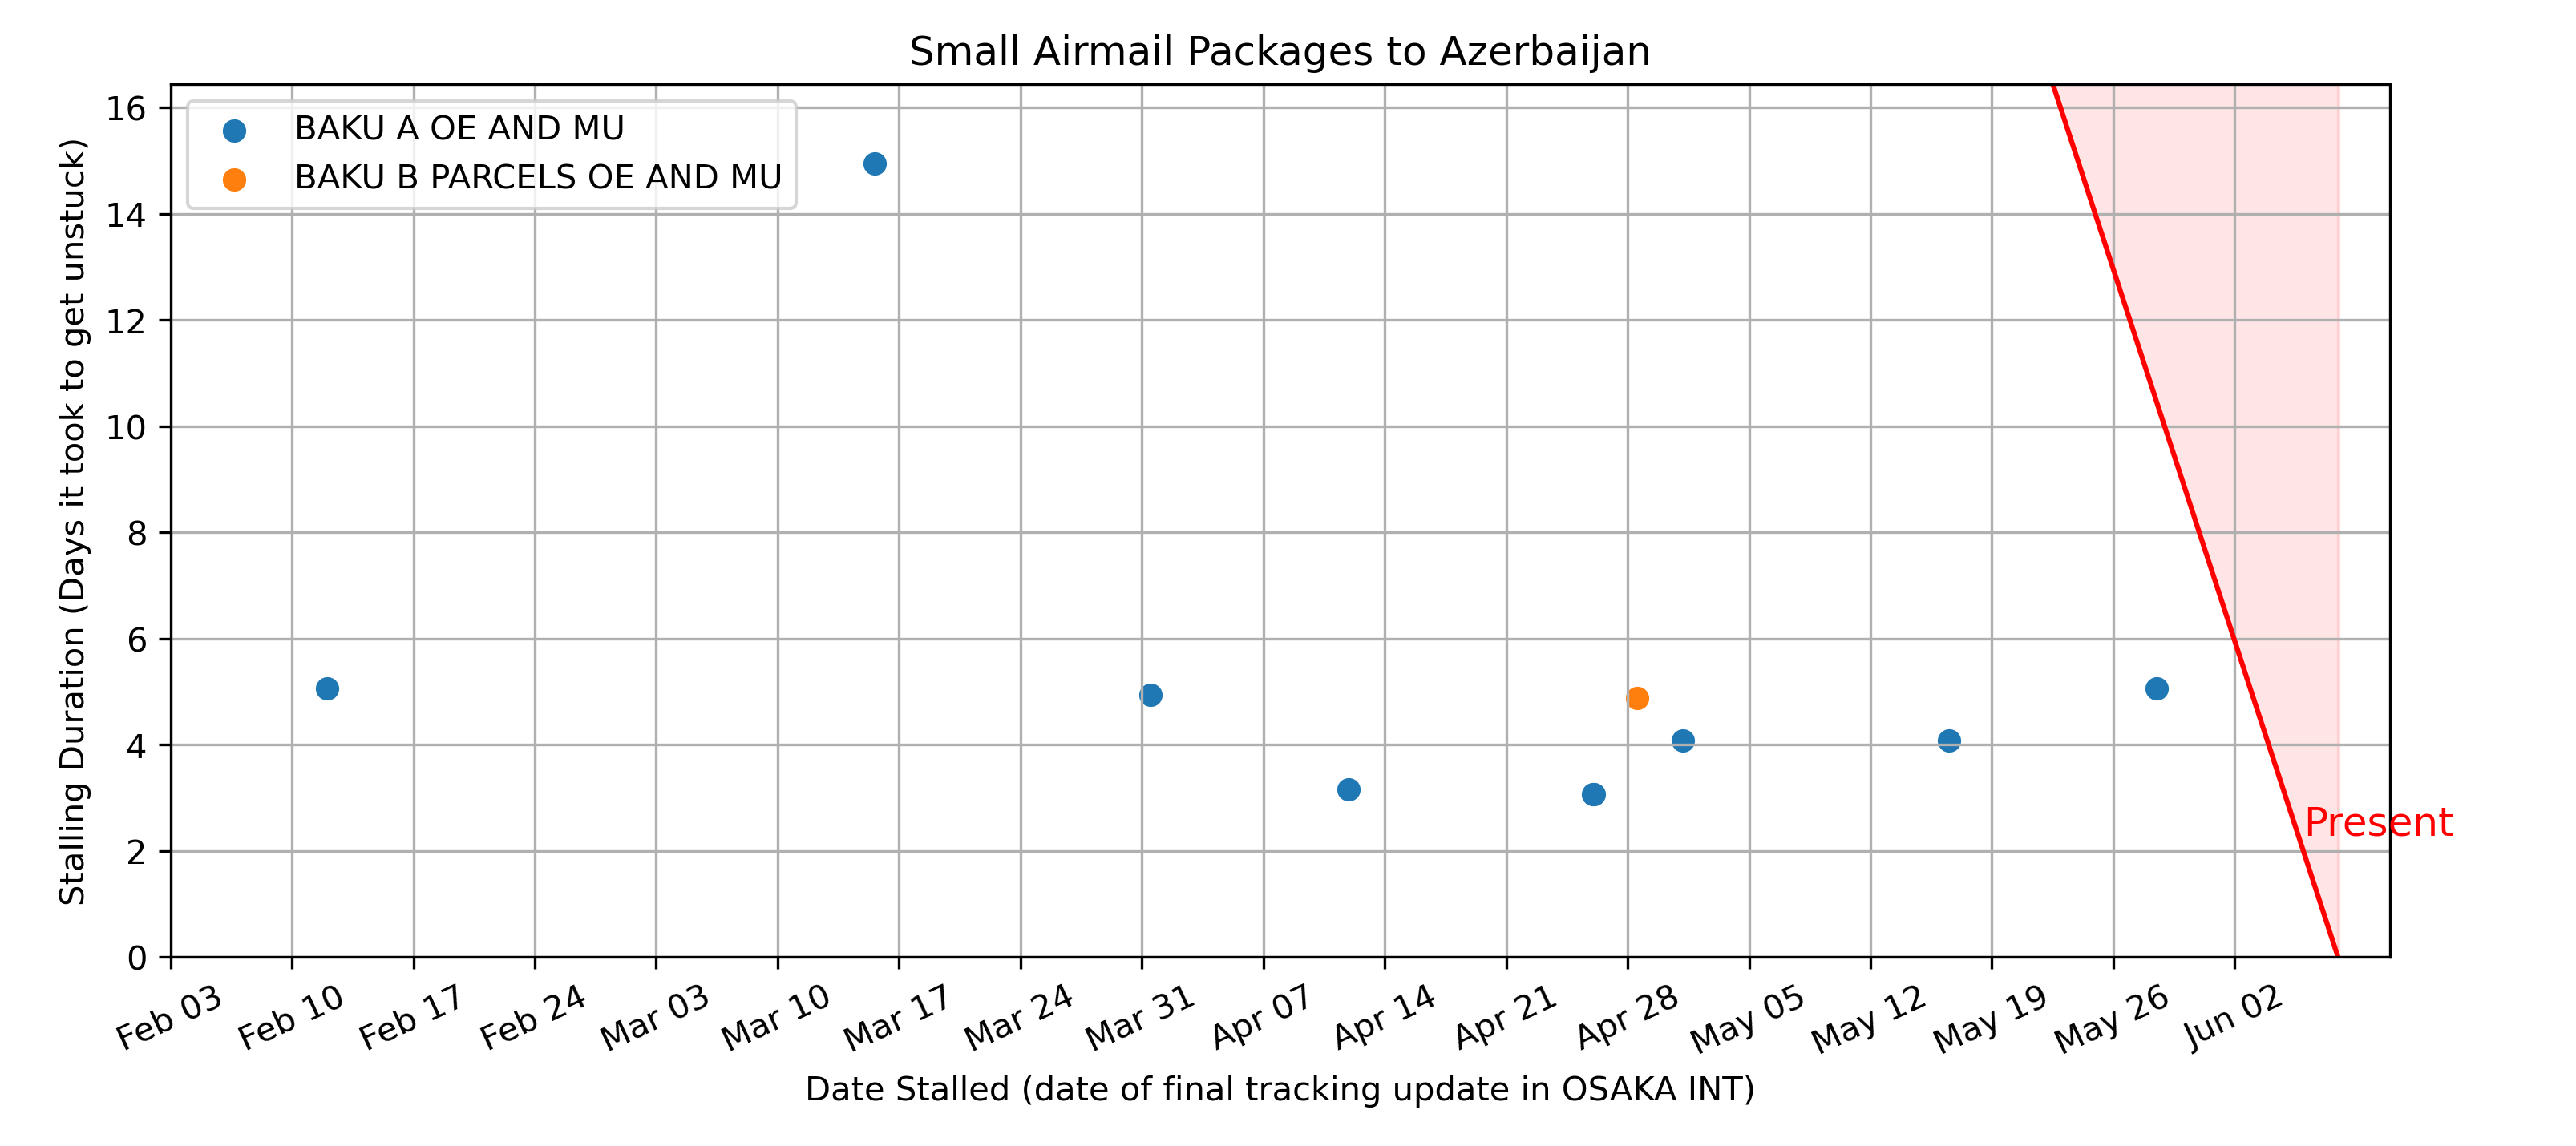 Small Airmail Packages to Azerbaijan
BAKU A OE AND MU
BAKU B PARCELS OE AND MU
Stalling Duration (Days it took to get unstuck)
16
14
12
10
8
6
4
2
0
Present
Feb 03
Feb 10
Feb 17
Feb 24
Mar 03
Mar 10
Mar 17
Mar 24
Mar 31
Apr 07
Apr 14
Apr 21
Apr 28
May 05
May 12
May 19
May 26
Jun 02
Date Stalled (date of final tracking update in OSAKA INT)